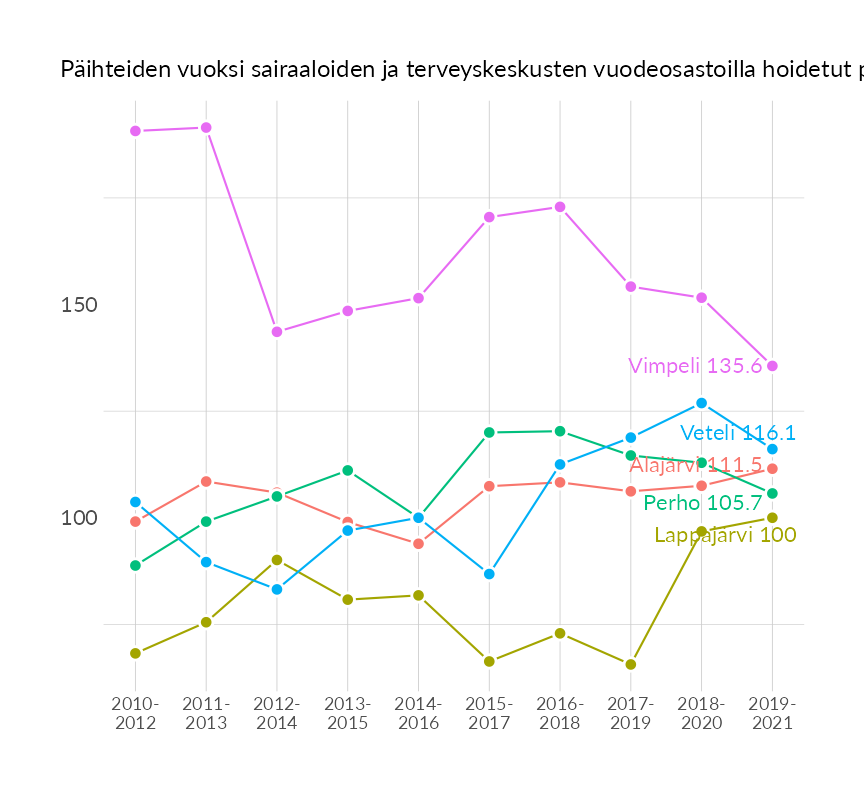 Päihteiden vuoksi sairaaloiden ja terveyskeskusten vuodeosastoilla hoidetut
150
100
Vimpeli 135.6
Veteli 116.1
Alajärvi 111.5
Perho 105.7
Lappajärvi 100
2010- 2011- 2012- 2013- 2014- 2015- 2016- 2017- 2018- 2019-
2012 2013 2014 2015 2016 2017 2018 2019 2020 2021